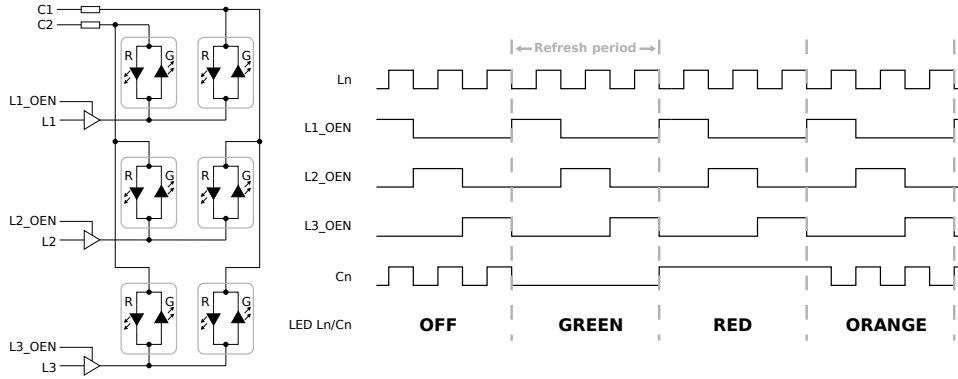 C1
C2
R G R G
L1_OEN
L1
R G R G
L2_OEN
L2
R G R G
L3_OEN
L3
Refresh period
Ln
L1_OEN
L2_OEN
L3_OEN
Cn
LED Ln/Cn OFF GREEN RED ORANGE